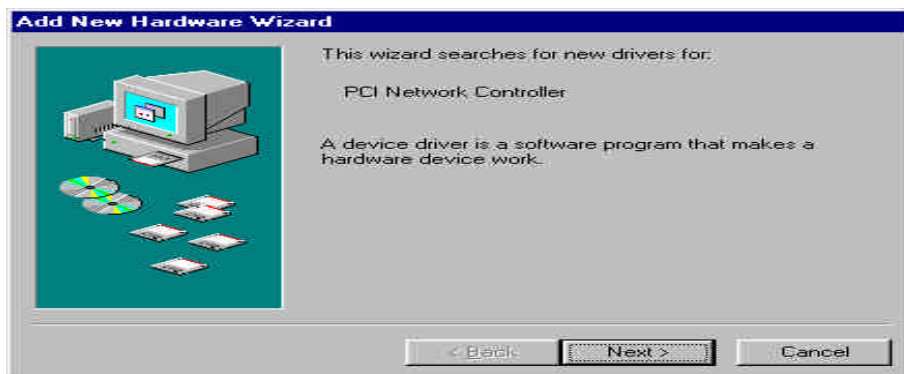 Add New Hardware Wizard
This wizard searches for new drivers for:
PCI Network Controller
A device driver is a software program that makes a
hardware device work.
< Back
Next >
Cancel